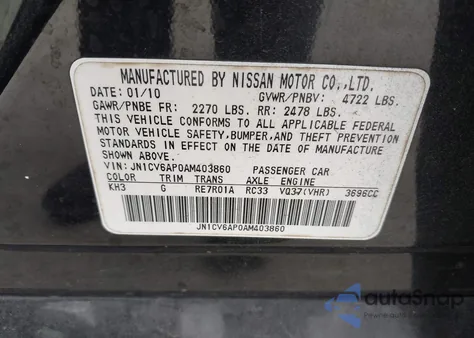 MANUFACTURED BY NISSAN MOTOR CO.,LTD.
DATE: 01/10 GVWR/PNBV: 4722 LBS.
GAWR/PNBE FR: 2270 LBS. RR: 2478 LBS.
THIS VEHICLE CONFORMS TO ALL APPLICABLE FEDERAL
MOTOR VEHICLE SAFETY, BUMPER, AND THEFT PREVENTION
STANDARDS IN EFFECT ON THE DATE OF MANUFACTURE SHOWN ABOVE.
VIN: JN1CV6AP0AM403860 PASSENGER CAR
COLOR TRIM TRANS AXLE ENGINE
KH3 G RE7R01A RC33 VQ37(VHR) 3696CC
JN1CV6AP0AM403860
autoSnap